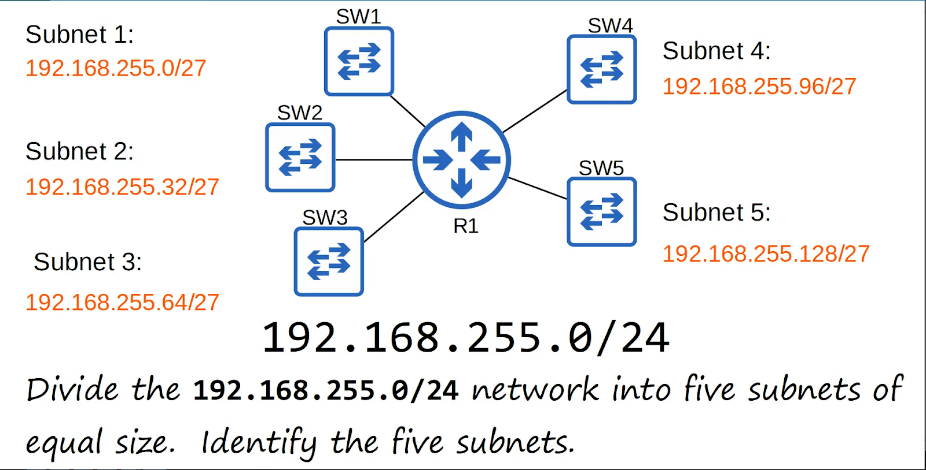 SW1
Subnet 1:
192.168.255.0/27
SW4
Subnet 4:
192.168.255.96/27
SW2
Subnet 2:
192.168.255.32/27
SW5
Subnet 5:
192.168.255.128/27
SW3
R1
Subnet 3:
192.168.255.64/27
192.168.255.0/24
Divide the 192.168.255.0/24 network into five subnets of
equal size. Identify the five subnets.